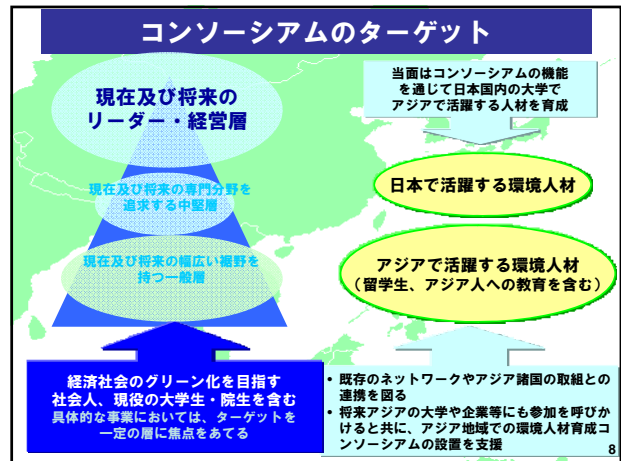 コンソーシアムのターゲット
現在及び将来の
リーダー・経営層
現在及び将来の専門分野を
追求する中堅層
現在及び将来の幅広い裾野を
持つ一般層
経済社会のグリーン化を目指す
社会人、現役の大学生・院生を含む
具体的な事業においては、ターゲットを
一定の層に焦点をあてる
当面はコンソーシアムの機能
を通じて日本国内の大学で
アジアで活躍する人材を育成
日本で活躍する環境人材
アジアで活躍する環境人材
（留学生、アジア人への教育を含む）
• 既存のネットワークやアジア諸国の取組との
連携を図る
• 将来アジアの大学や企業等にも参加を呼びか
けると共に、アジア地域での環境人材育成コ
ンソーシアムの設置を支援
8